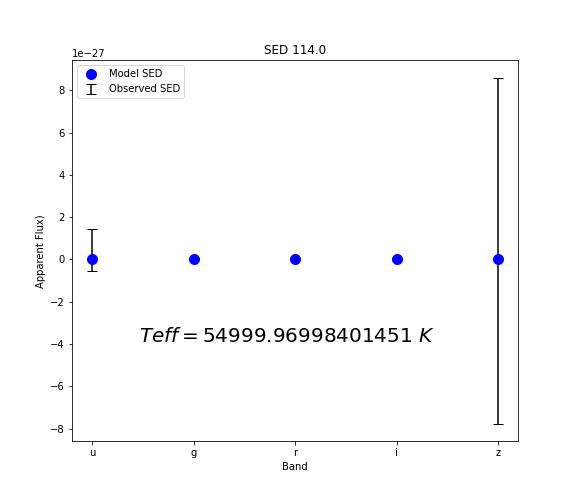 SED 114.0
1e−27
Model SED
Observed SED
8
6
4
2
0
−2
−4
−6
−8
Apparent Flux)
Teff = 54999.96998401451 K
u g r i z
Band